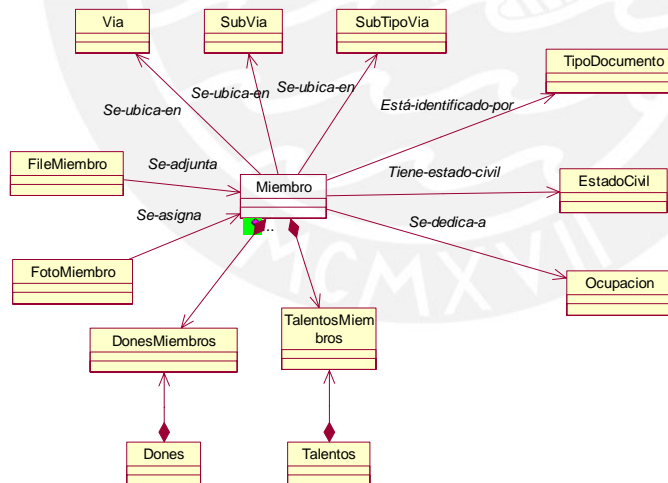 Via
SubVia
SubTipoVia
TipoDocumento
Se-ubica-en
Se-ubica-en
Se-ubica-en
Está-identificado-por
FileMiembro
Se-adjunta
Miembro
Tiene-estado-civil
EstadoCivil
Se-asigna
Se-dedica-a
...
FotoMiembro
Ocupacion
DonesMiembros
TalentosMiem
bros
Dones
Talentos
MCMXVII